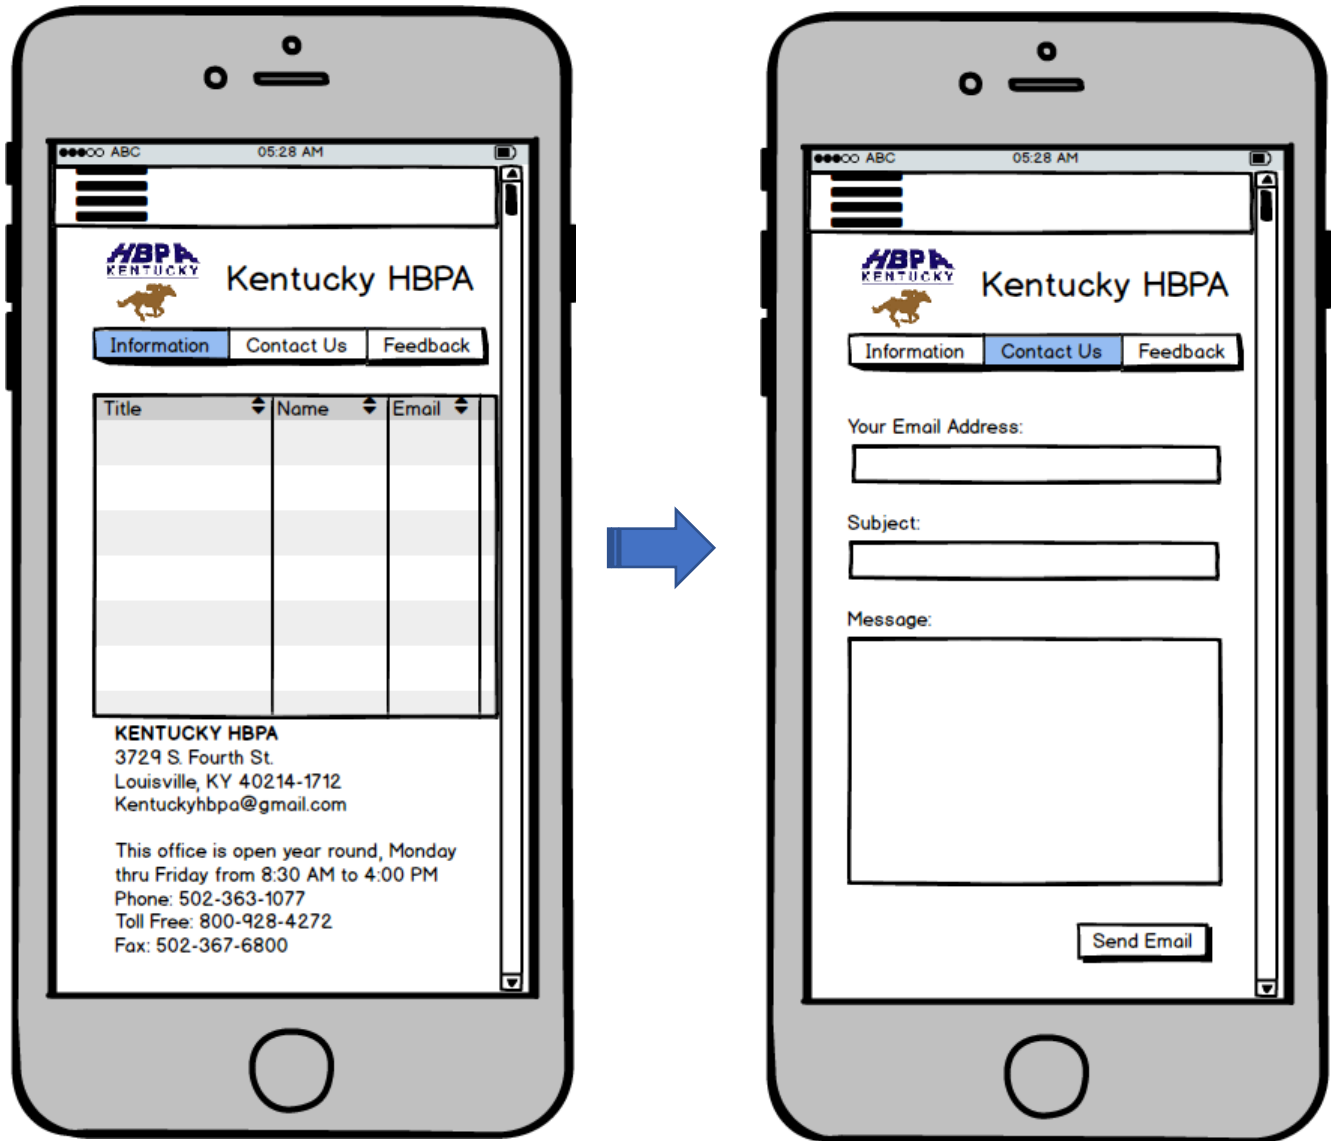 ABC 05:28 AM
HBPA
KENTUCKY
Kentucky HBPA
Information Contact Us Feedback
Title Name Email
KENTUCKY HBPA
3729 S. Fourth St.
Louisville, KY 40214-1712
Kentuckyhbpa@gmail.com
This office is open year round, Monday
thru Friday from 8:30 AM to 4:00 PM
Phone: 502-363-1077
Toll Free: 800-928-4272
Fax: 502-367-6800
ABC 05:28 AM
HBPA
KENTUCKY
Kentucky HBPA
Information Contact Us Feedback
Your Email Address:
Subject:
Message:
Send Email